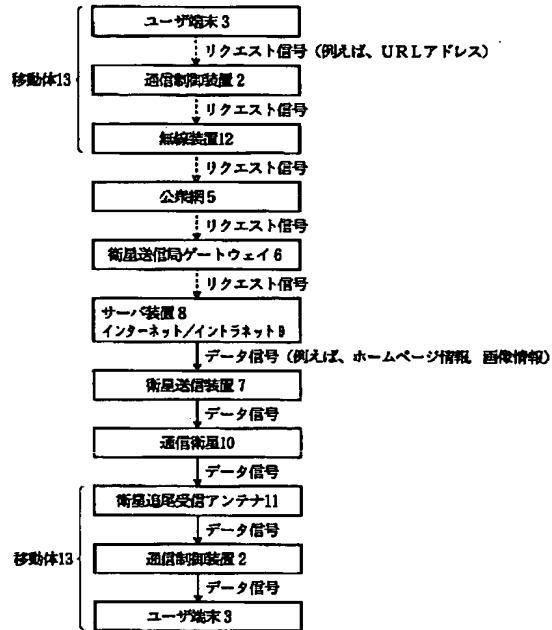 ユーザ端末3
リクエスト信号（例えば、URLアドレス）
移動体13
通信制御装置2
リクエスト信号
無線装置12
リクエスト信号
公衆網5
リクエスト信号
衛星送信局ゲートウェイ6
リクエスト信号
サーバ装置8
インターネット／イントラネット9
データ信号（例えば、ホームページ情報、画像情報）
衛星送信装置7
データ信号
通信衛星10
データ信号
衛星追尾受信アンテナ11
データ信号
移動体13
通信制御装置2
データ信号
ユーザ端末3